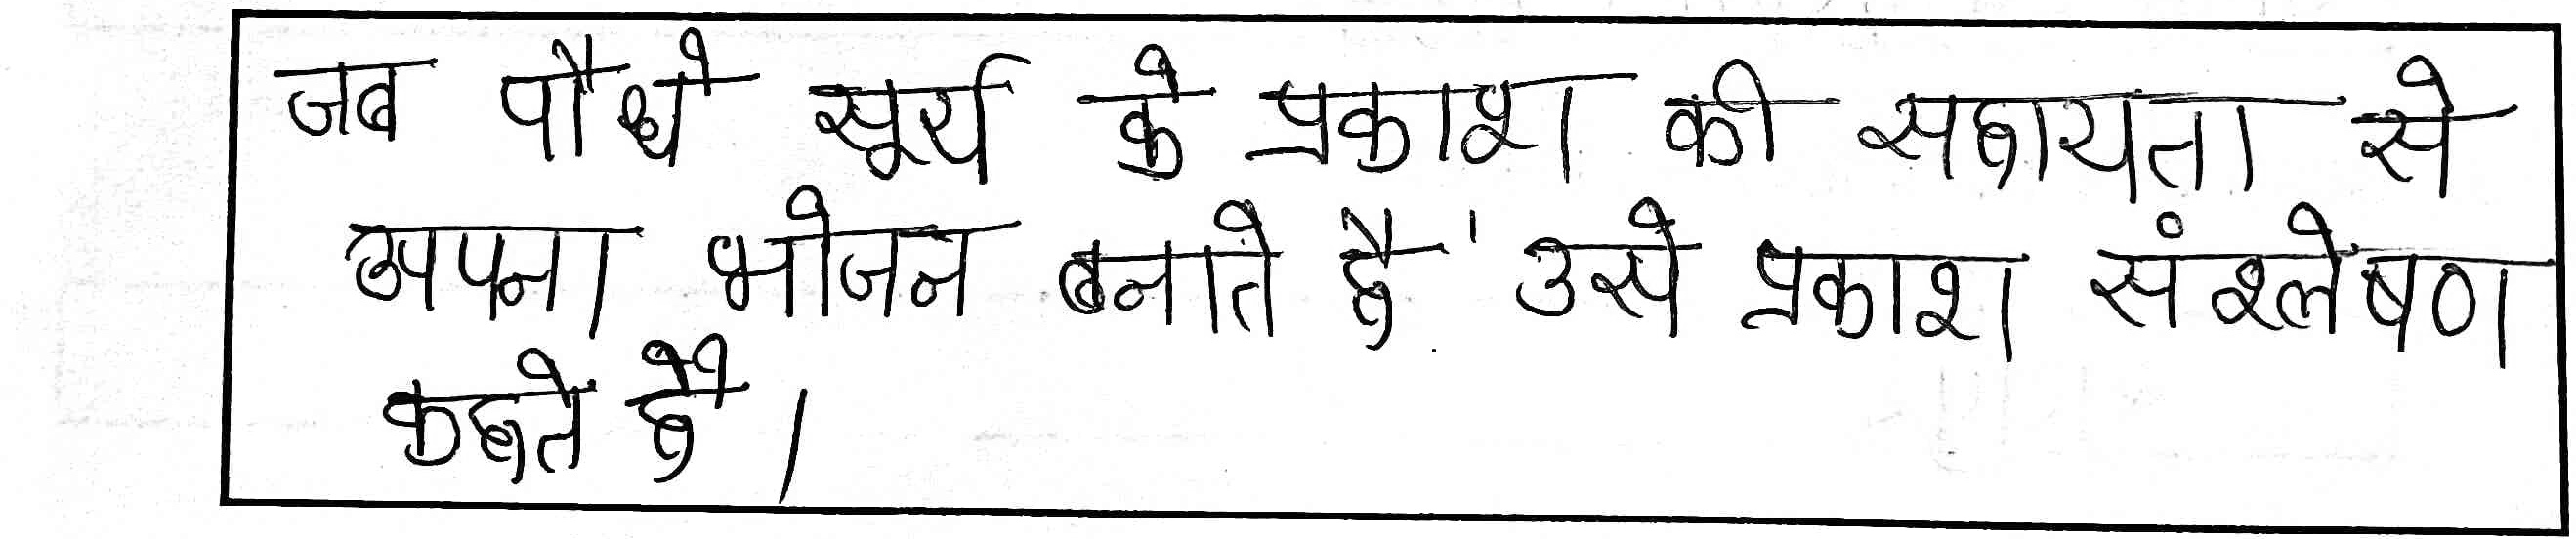 जब पौधे सूर्य के प्रकाश की सहायता से
अपना भोजन बनाते है उसे प्रकाश संश्लेषण
कहते है।